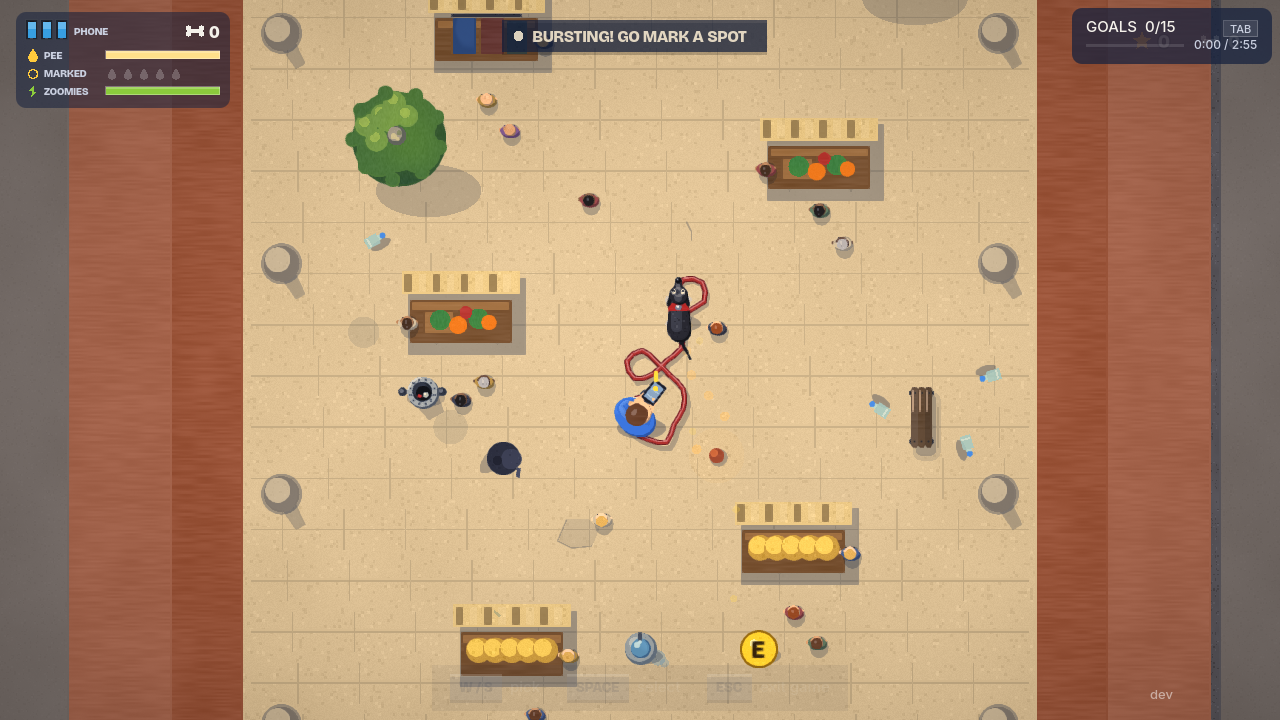 PHONE
0
PEE
MARKED
ZOOMIES
BURSTING! GO MARK A SPOT
GOALS 0/15
TAB
0:00 / 2:55
E
W / S
SPACE
ESC
dev